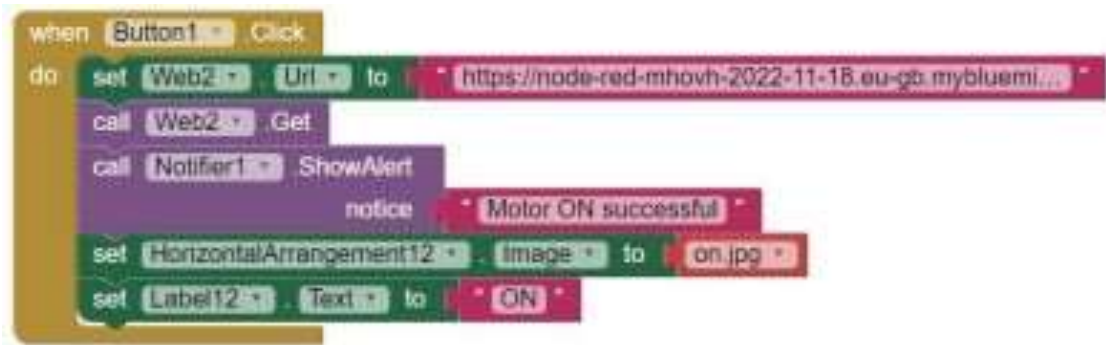 when Button1 . Click
do set Web2 . Url to " https://node-red-mhovh-2022-11-18.eu-gb.mybluemi... "
call Web2 .Get
call Notifier1 .ShowAlert
notice " Motor ON successful "
set HorizontalArrangement12 . Image to on.jpg
set Label12 . Text to " ON "